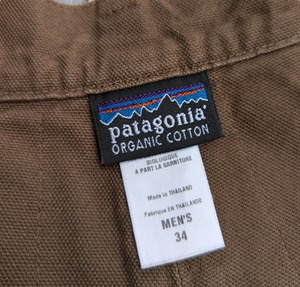 patagonia®
ORGANIC COTTON
BIOLOGIQUE
A PART LA GARNITURE
Made in THAILAND
Fabriqué EN THAILANDE
MEN'S
34